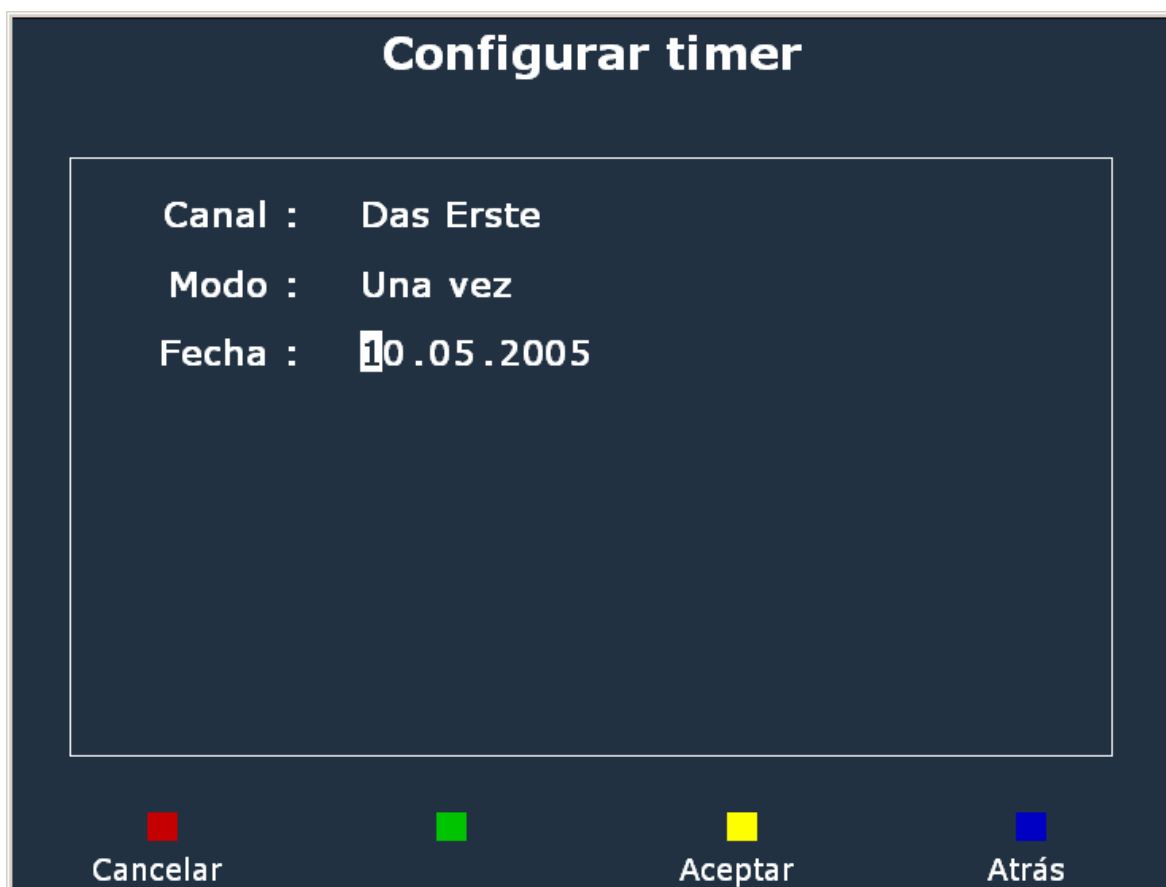 Configurar timer
Canal : Das Erste
Modo : Una vez
Fecha : 10.05.2005
Cancelar Aceptar Atrás